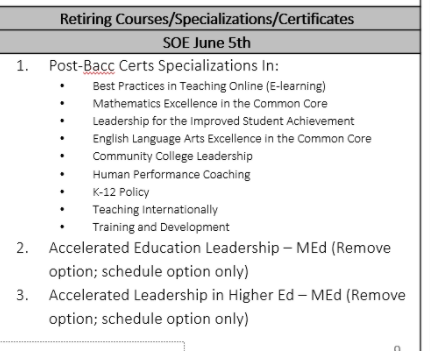 Retiring Courses/Specializations/Certificates
SOE June 5th
1. Post-Bacc Certs Specializations In:
• Best Practices in Teaching Online (E-learning)
• Mathematics Excellence in the Common Core
• Leadership for the Improved Student Achievement
• English Language Arts Excellence in the Common Core
• Community College Leadership
• Human Performance Coaching
• K-12 Policy
• Teaching Internationally
• Training and Development
2. Accelerated Education Leadership – MEd (Remove
option; schedule option only)
3. Accelerated Leadership in Higher Ed – MEd (Remove
option; schedule option only)